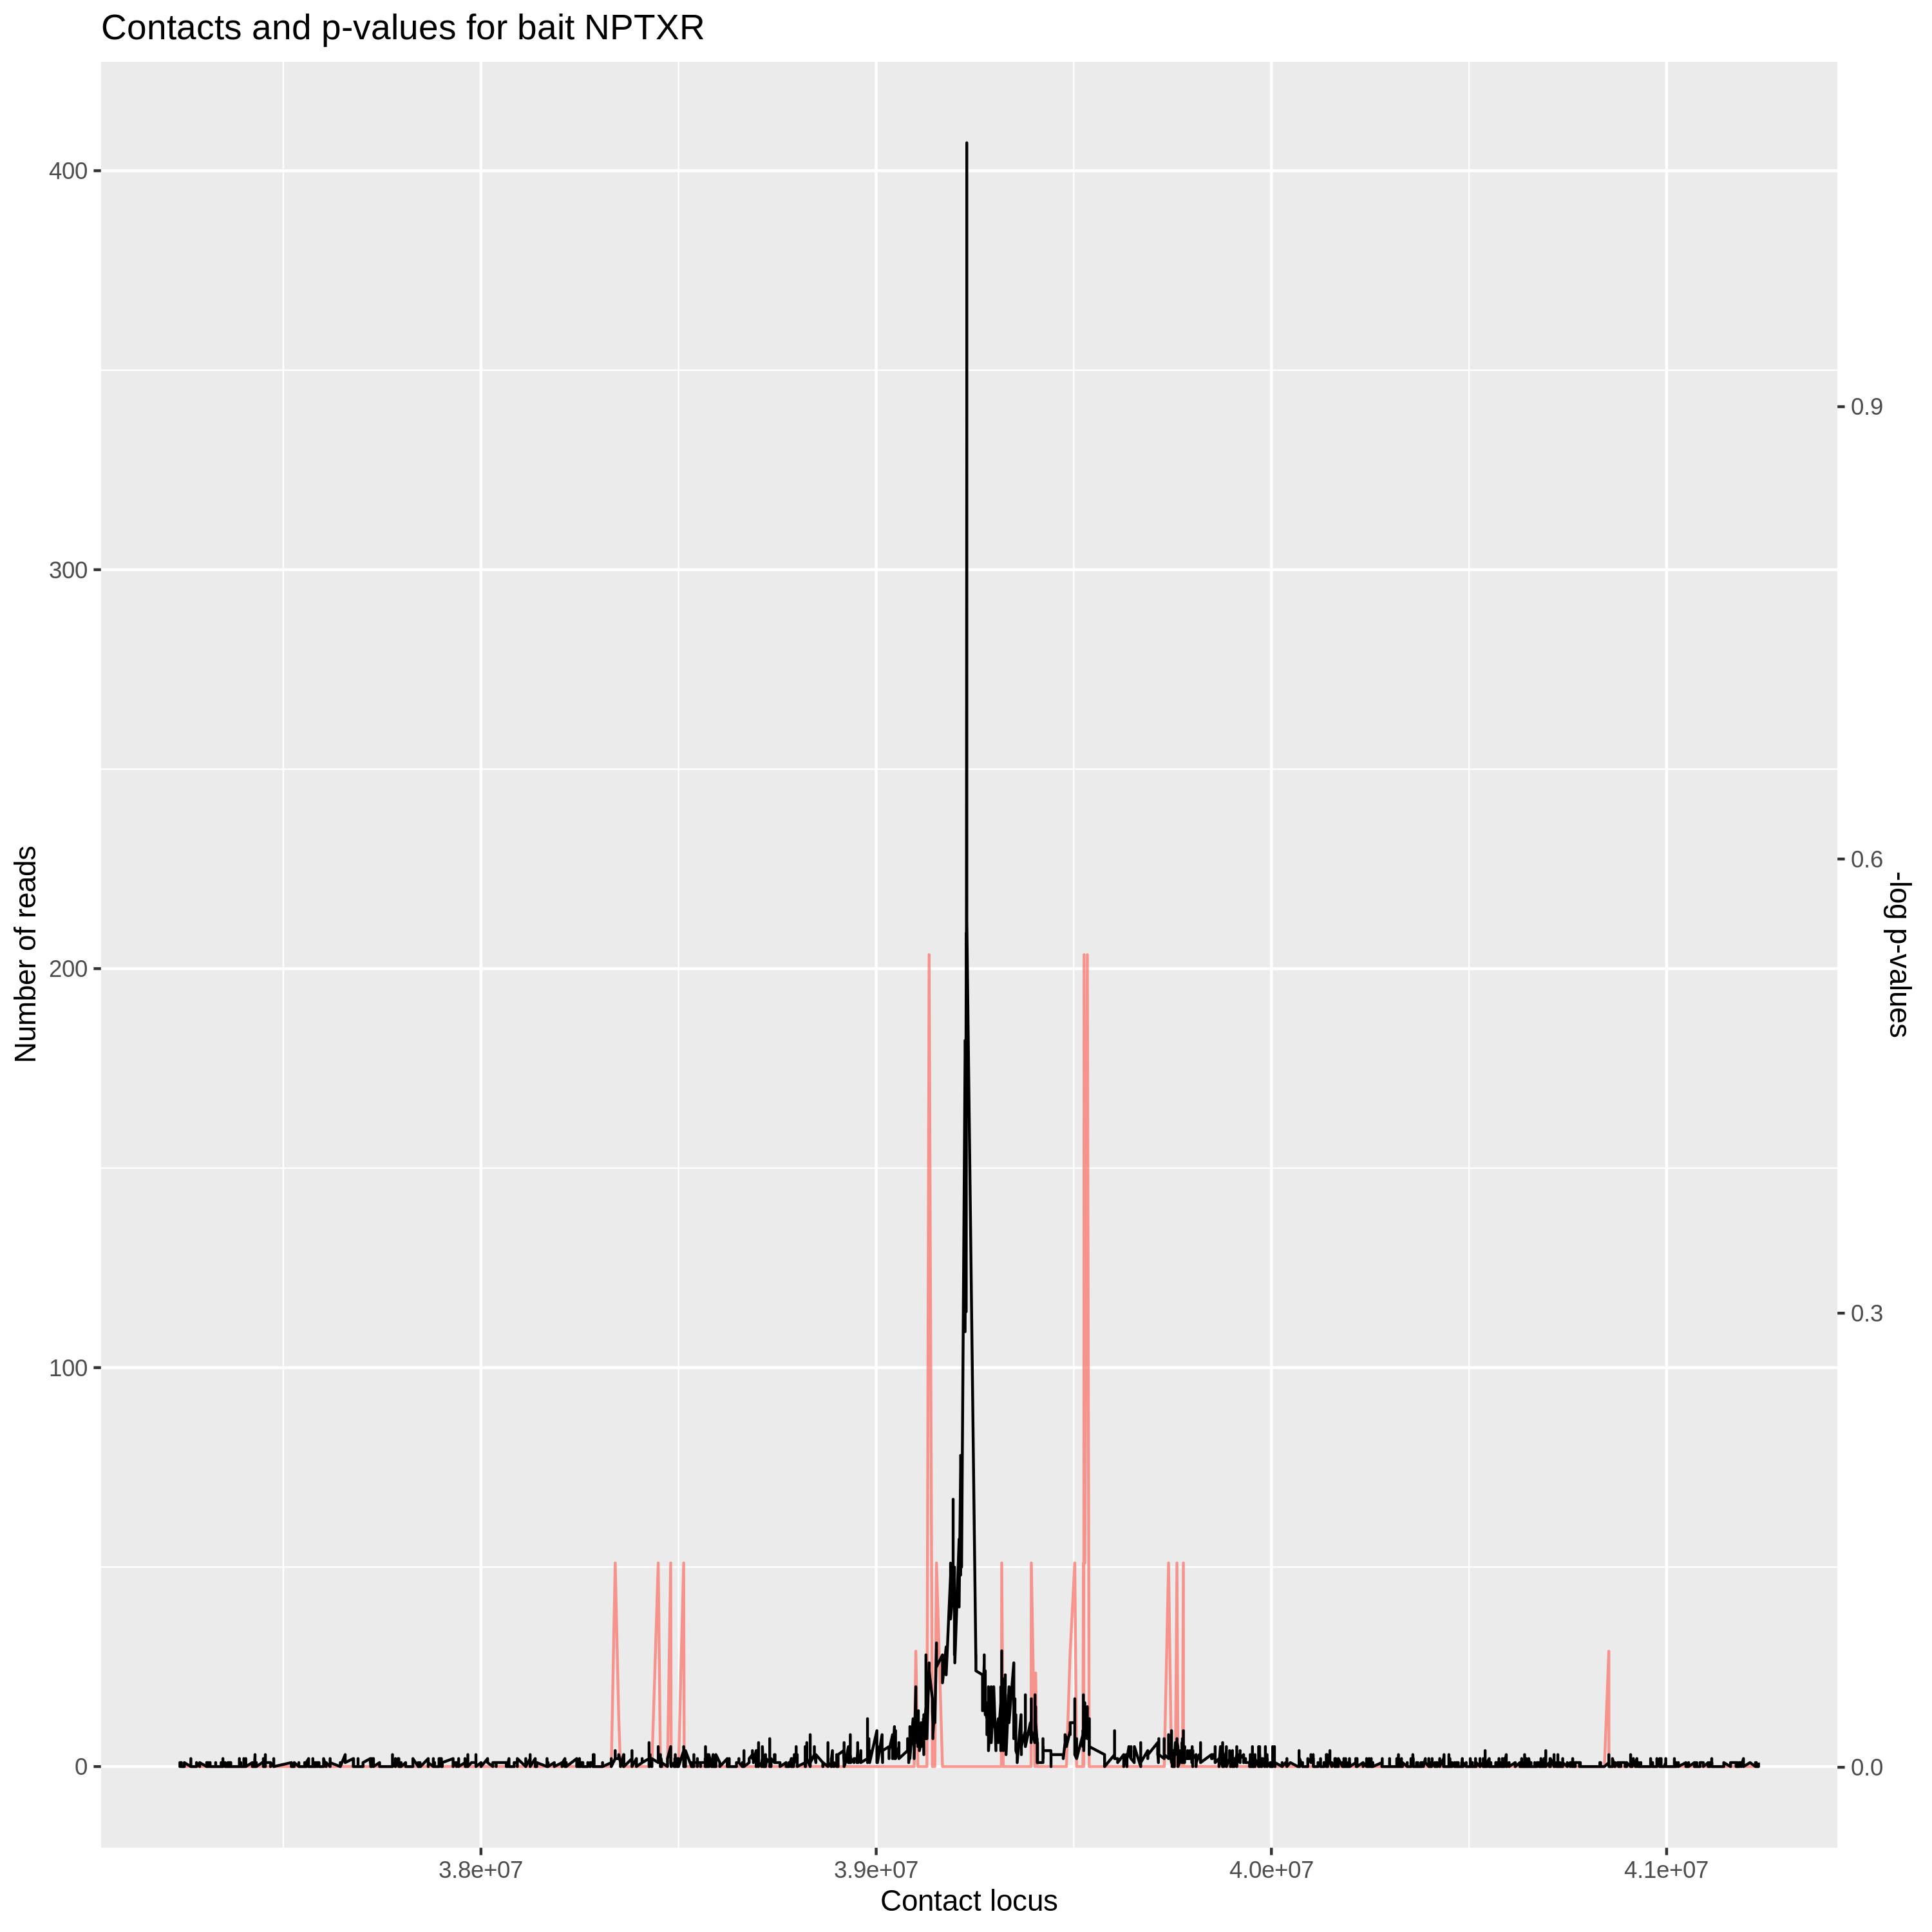 Contacts and p-values for bait NPTXR
400
300
200
100
0
Number of reads
0.9
0.6
0.3
0.0
-log p-values
3.8e+07
3.9e+07
4.0e+07
4.1e+07
Contact locus